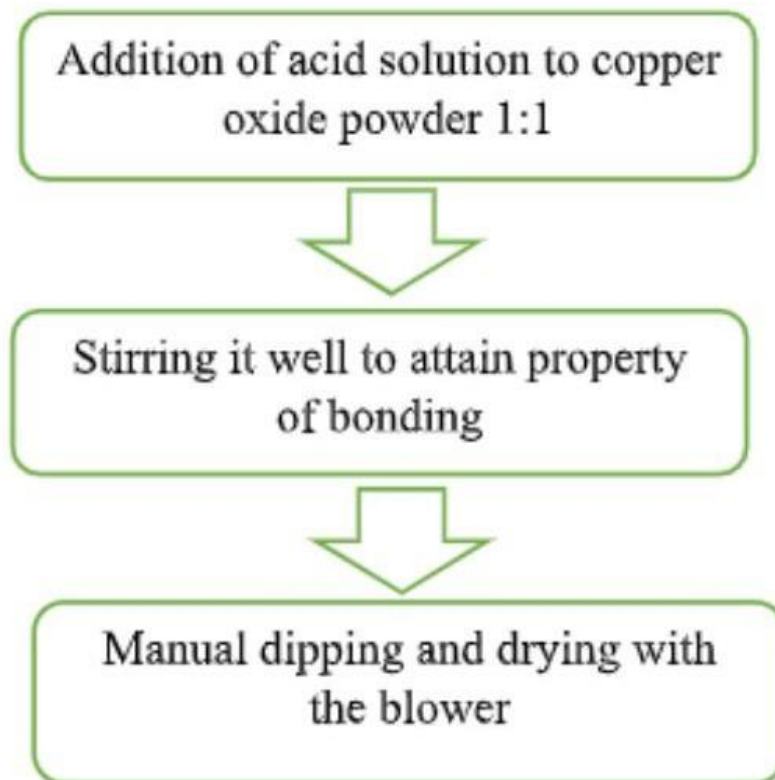 Addition of acid solution to copper
oxide powder 1:1
Stirring it well to attain property
of bonding
Manual dipping and drying with
the blower